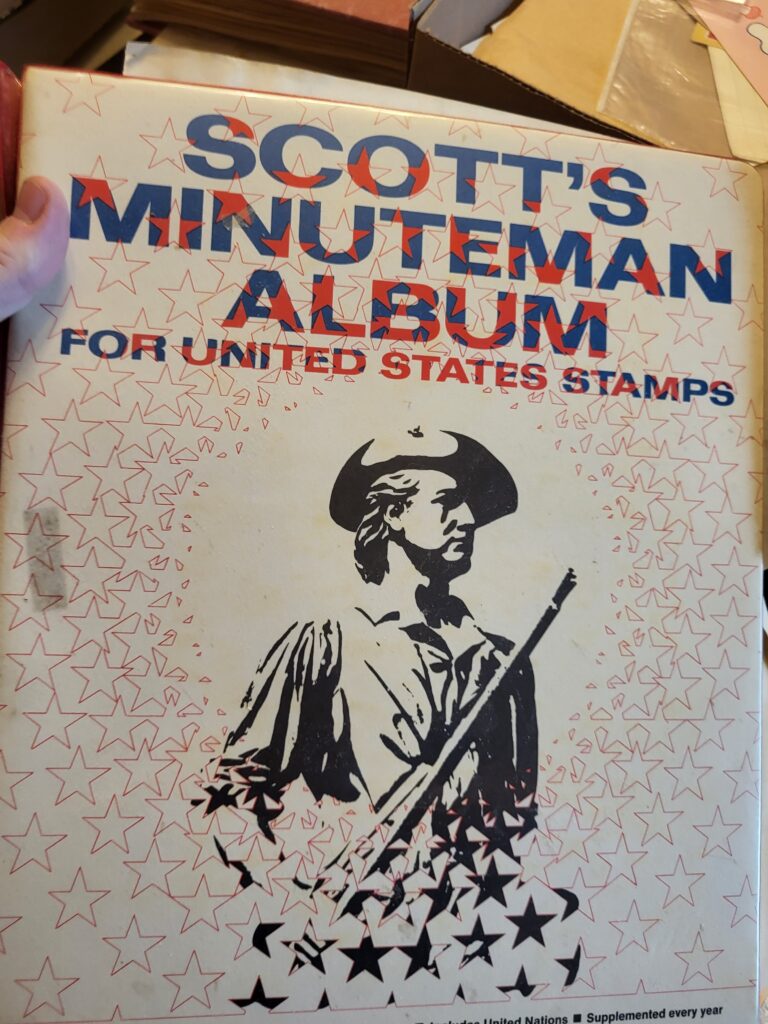 SCOTT'S
MINUTEMAN
ALBUM
FOR UNITED STATES STAMPS
Includes United Nations ■ Supplemented every year